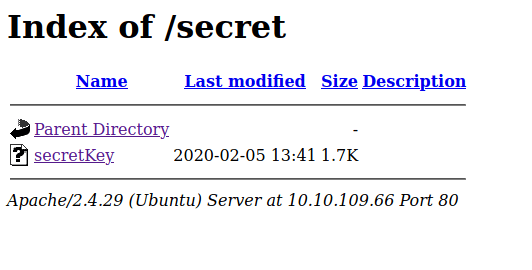 Index of /secret
Name Last modified Size Description
Parent Directory -
secretKey 2020-02-05 13:41 1.7K
Apache/2.4.29 (Ubuntu) Server at 10.10.109.66 Port 80